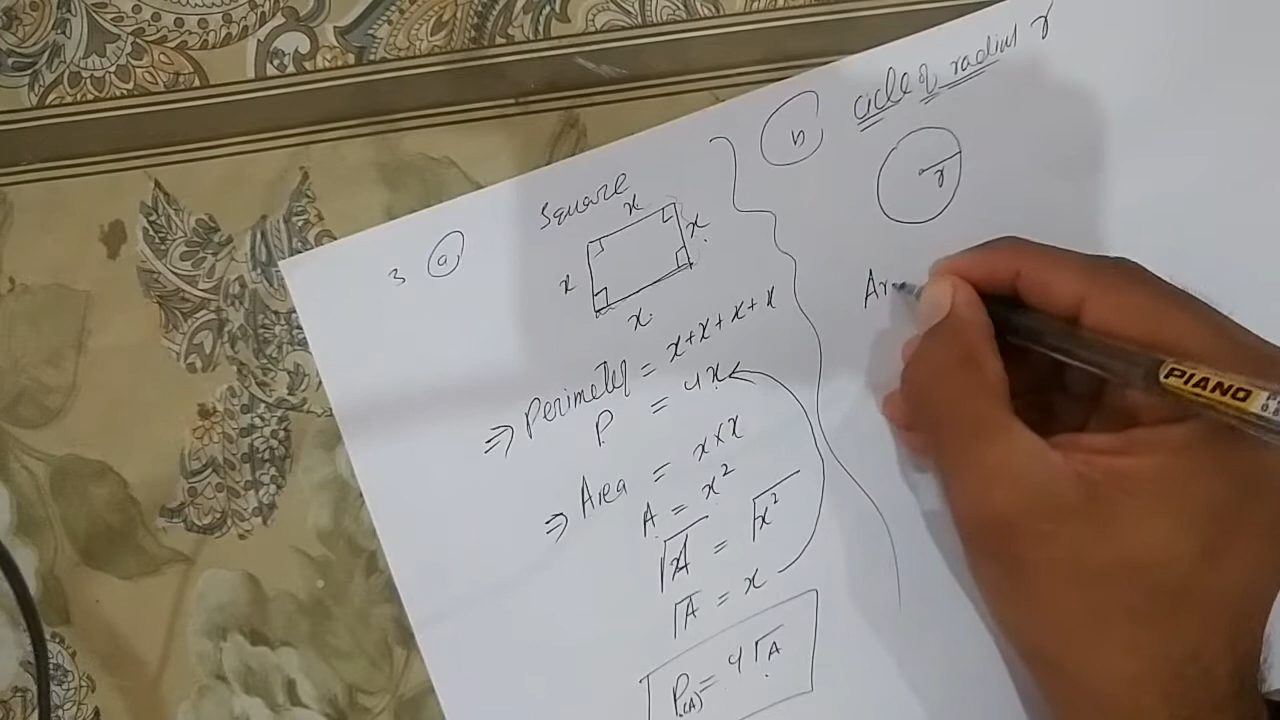 3 (a)
Square
x
x
x
x
⇒ Perimeter = x+x+x+x
P = 4x
⇒ Area = x×x
A = x²
√A = √x²
√A = x
P(A) = 4√A
(b) circle of radius r
r
Ar
PIANO